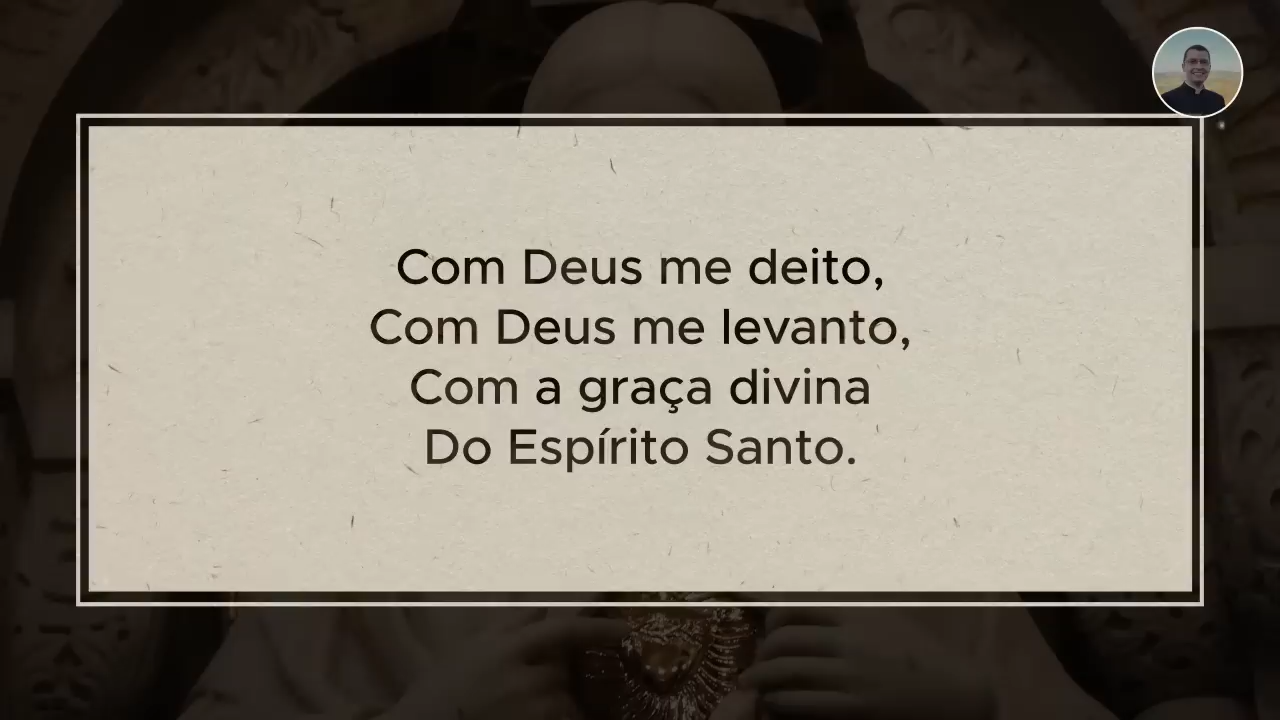 Com Deus me deito,
Com Deus me levanto,
Com a graça divina
Do Espírito Santo.